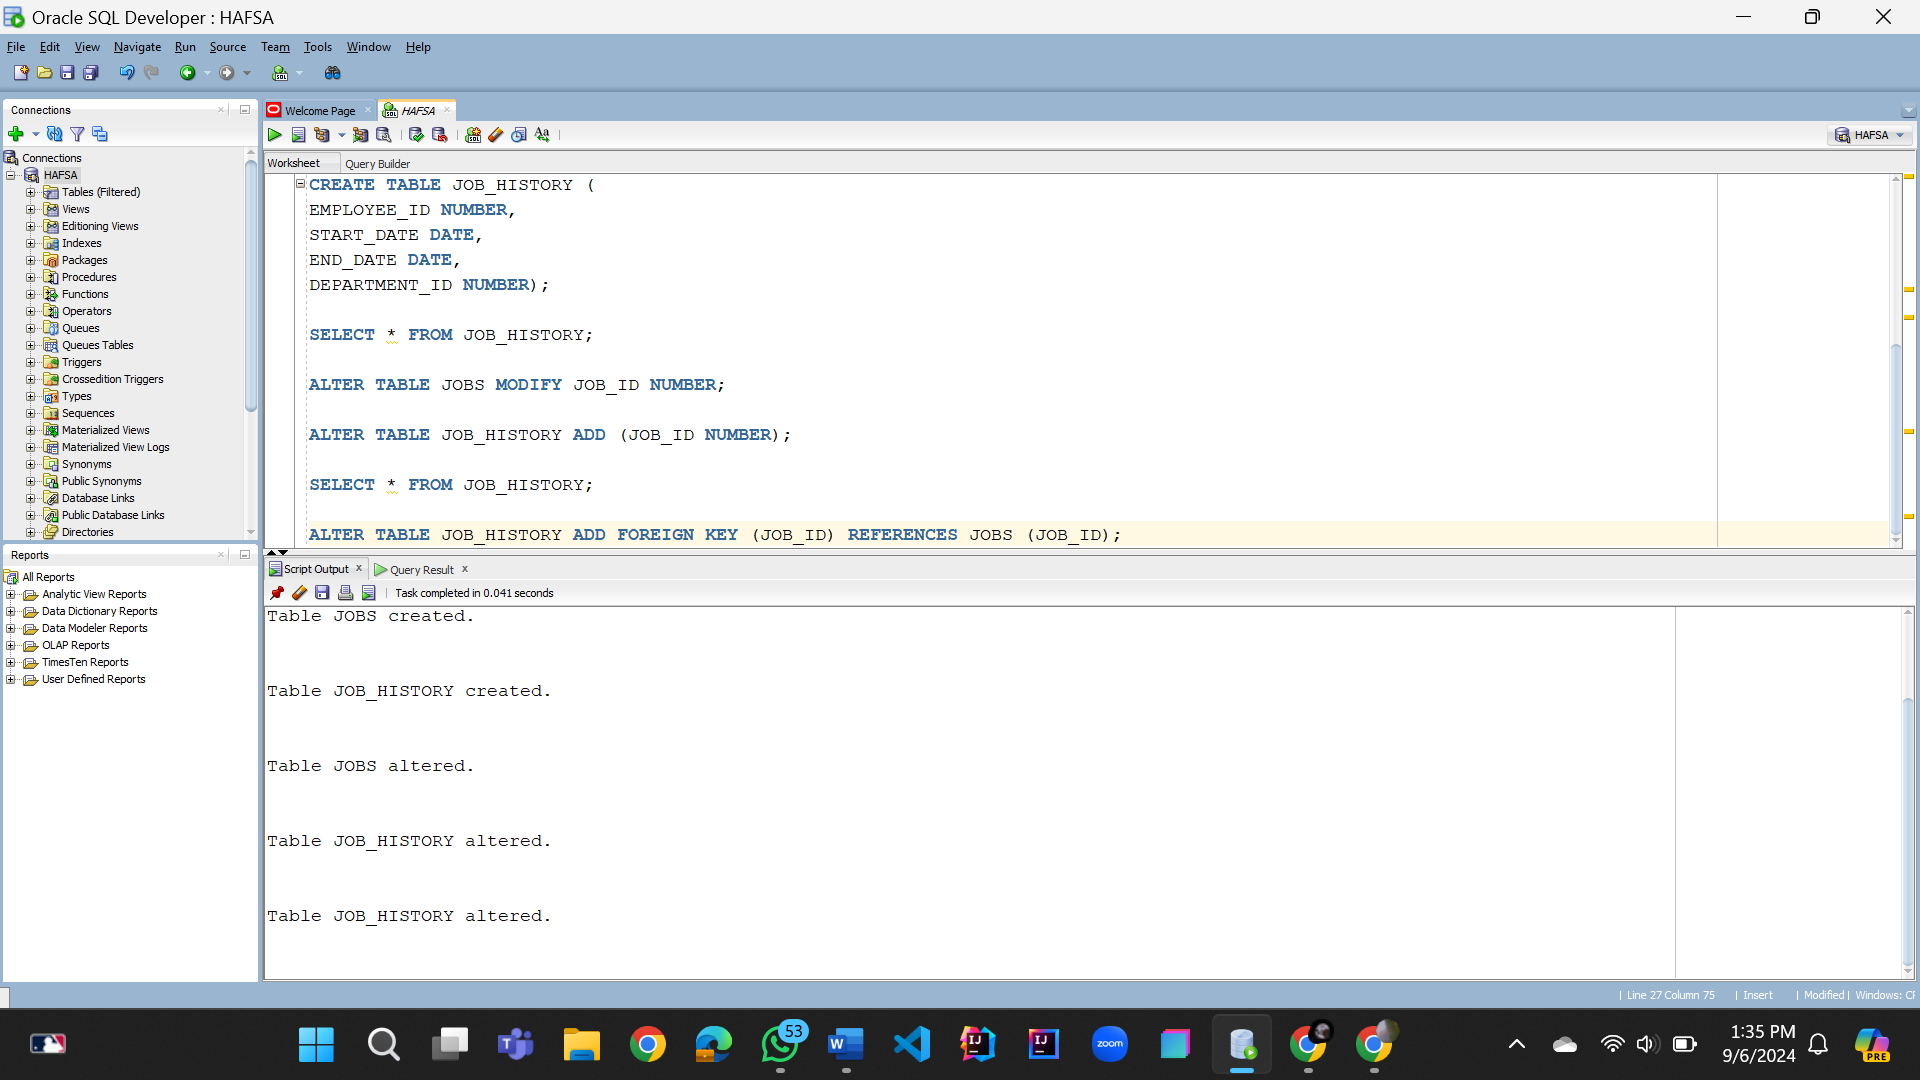 Oracle SQL Developer : HAFSA
File Edit View Navigate Run Source Team Tools Window Help
Connections
Connections
HAFSA
Tables (Filtered)
Views
Editioning Views
Indexes
Packages
Procedures
Functions
Operators
Queues
Queues Tables
Triggers
Crossedition Triggers
Types
Sequences
Materialized Views
Materialized View Logs
Synonyms
Public Synonyms
Database Links
Public Database Links
Directories
Reports
All Reports
Analytic View Reports
Data Dictionary Reports
Data Modeler Reports
OLAP Reports
TimesTen Reports
User Defined Reports
Welcome Page HAFSA
HAFSA
Worksheet Query Builder
CREATE TABLE JOB_HISTORY (
EMPLOYEE_ID NUMBER,
START_DATE DATE,
END_DATE DATE,
DEPARTMENT_ID NUMBER);
SELECT * FROM JOB_HISTORY;
ALTER TABLE JOBS MODIFY JOB_ID NUMBER;
ALTER TABLE JOB_HISTORY ADD (JOB_ID NUMBER);
SELECT * FROM JOB_HISTORY;
ALTER TABLE JOB_HISTORY ADD FOREIGN KEY (JOB_ID) REFERENCES JOBS (JOB_ID);
Script Output x Query Result x
Task completed in 0.041 seconds
Table JOBS created.
Table JOB_HISTORY created.
Table JOBS altered.
Table JOB_HISTORY altered.
Table JOB_HISTORY altered.
| Line 27 Column 75 | Insert | Modified | Windows: CF
53
zoom
1:35 PM
9/6/2024
PRE